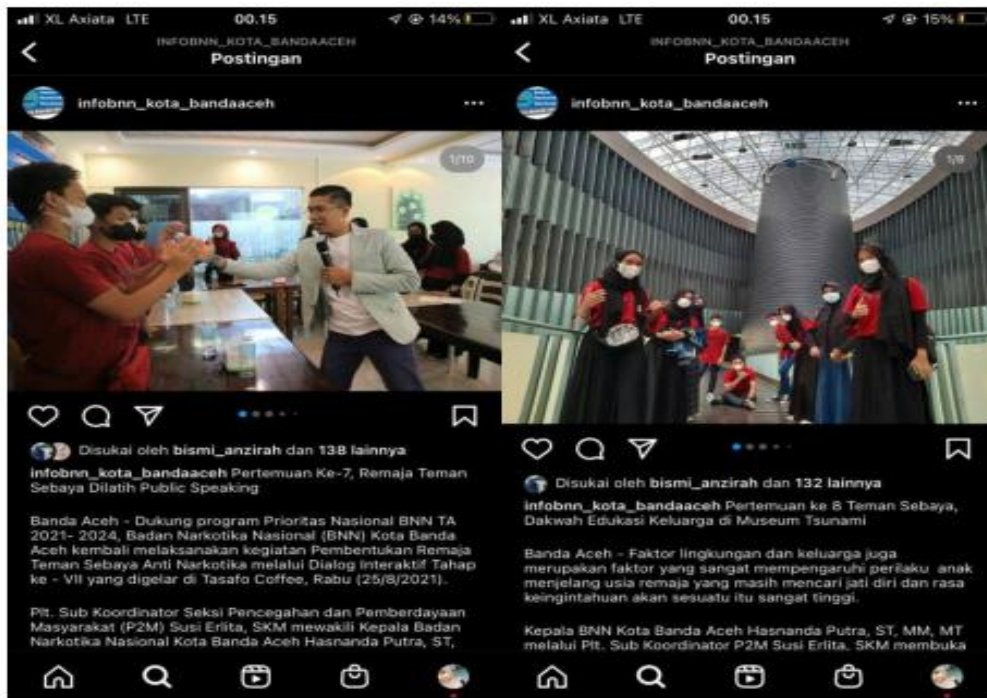 XL Axiata LTE 00.15 14%
INFOBNN_KOTA_BANDAACEH
Postingan
infobnn_kota_bandaaceh
1/10
Disukai oleh bismi_anzirah dan 138 lainnya
infobnn_kota_bandaaceh Pertemuan Ke-7, Remaja Teman
Sebaya Dilatih Public Speaking
Banda Aceh - Dukung program Prioritas Nasional BNN TA
2021- 2024, Badan Narkotika Nasional (BNN) Kota Banda
Aceh kembali melaksanakan kegiatan Pembentukan Remaja
Teman Sebaya Anti Narkotika melalui Dialog Interaktif Tahap
ke - VII yang digelar di Tasafo Coffee, Rabu (25/8/2021).
Plt. Sub Koordinator Seksi Pencegahan dan Pemberdayaan
Masyarakat (P2M) Susi Erlita, SKM mewakili Kepala Badan
Narkotika Nasional Kota Banda Aceh Hasnanda Putra, ST,
XL Axiata LTE 00.15 15%
INFOBNN_KOTA_BANDAACEH
Postingan
infobnn_kota_bandaaceh
1/8
Disukai oleh bismi_anzirah dan 132 lainnya
infobnn_kota_bandaaceh Pertemuan ke 8 Teman Sebaya,
Dakwah Edukasi Keluarga di Museum Tsunami
Banda Aceh - Faktor lingkungan dan keluarga juga
merupakan faktor yang sangat mempengaruhi perilaku anak
menjelang usia remaja yang masih mencari jati diri dan rasa
keingintahuan akan sesuatu itu sangat tinggi.
Kepala BNN Kota Banda Aceh Hasnanda Putra, ST, MM, MT
melalui Plt. Sub Koordinator P2M Susi Erlita, SKM membuka